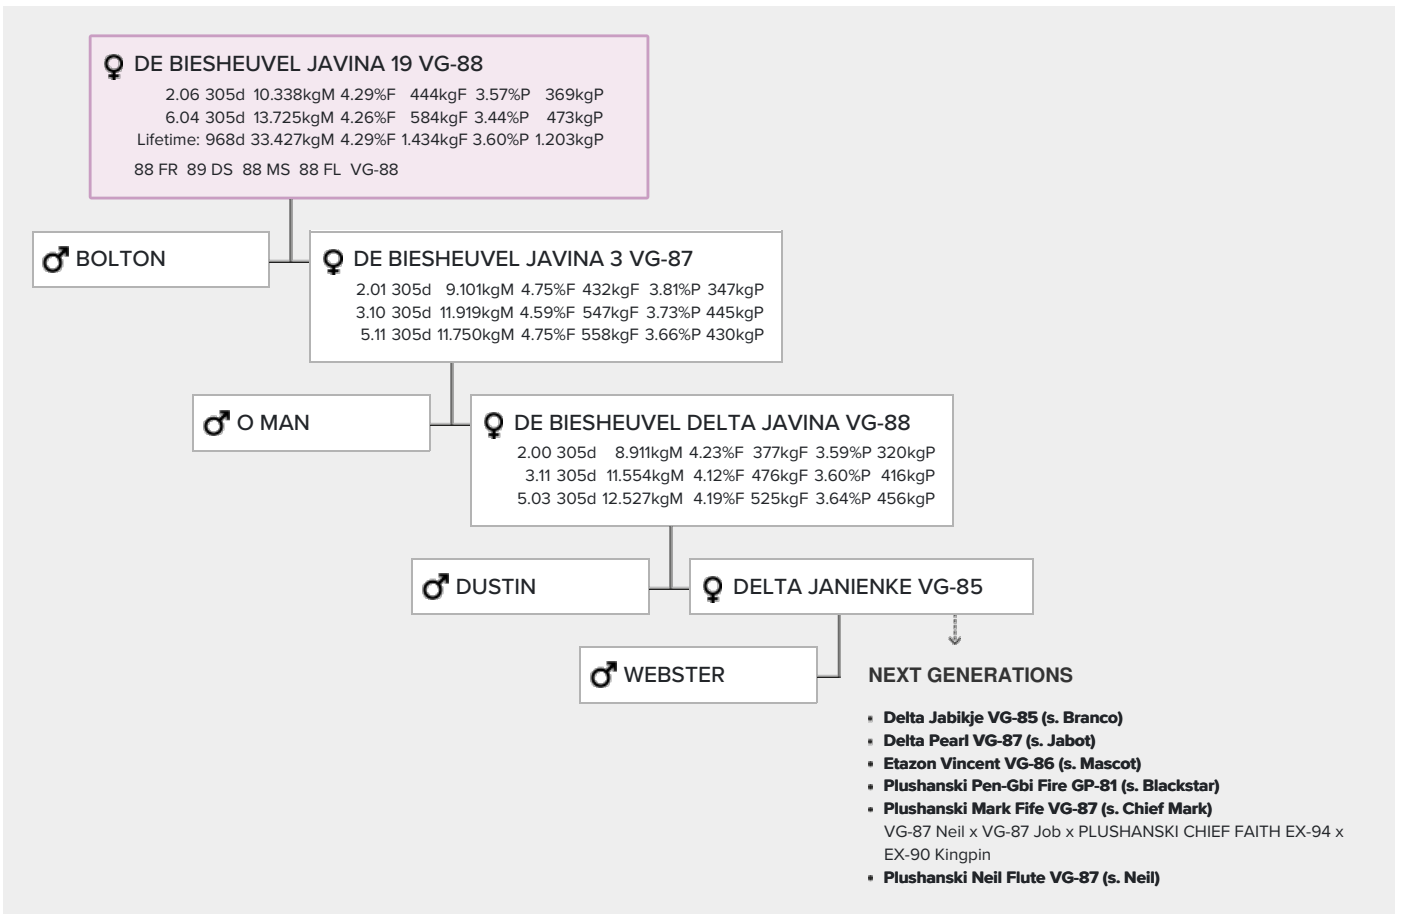 DE BIESHEUVEL JAVINA 19 VG-88
2.06 305d 10.338kgM 4.29%F 444kgF 3.57%P 369kgP
6.04 305d 13.725kgM 4.26%F 584kgF 3.44%P 473kgP
Lifetime: 968d 33.427kgM 4.29%F 1.434kgF 3.60%P 1.203kgP
88 FR 89 DS 88 MS 88 FL VG-88
BOLTON
DE BIESHEUVEL JAVINA 3 VG-87
2.01 305d 9.101kgM 4.75%F 432kgF 3.81%P 347kgP
3.10 305d 11.919kgM 4.59%F 547kgF 3.73%P 445kgP
5.11 305d 11.750kgM 4.75%F 558kgF 3.66%P 430kgP
O MAN
DE BIESHEUVEL DELTA JAVINA VG-88
2.00 305d 8.911kgM 4.23%F 377kgF 3.59%P 320kgP
3.11 305d 11.554kgM 4.12%F 476kgF 3.60%P 416kgP
5.03 305d 12.527kgM 4.19%F 525kgF 3.64%P 456kgP
DUSTIN
DELTA JANIENKE VG-85
WEBSTER
NEXT GENERATIONS
• Delta Jabikje VG-85 (s. Branco)
• Delta Pearl VG-87 (s. Jabot)
• Etazon Vincent VG-86 (s. Mascot)
• Plushanski Pen-Gbi Fire GP-81 (s. Blackstar)
• Plushanski Mark Fife VG-87 (s. Chief Mark)
VG-87 Neil x VG-87 Job x PLUSHANSKI CHIEF FAITH EX-94 x
EX-90 Kingpin
• Plushanski Neil Flute VG-87 (s. Neil)